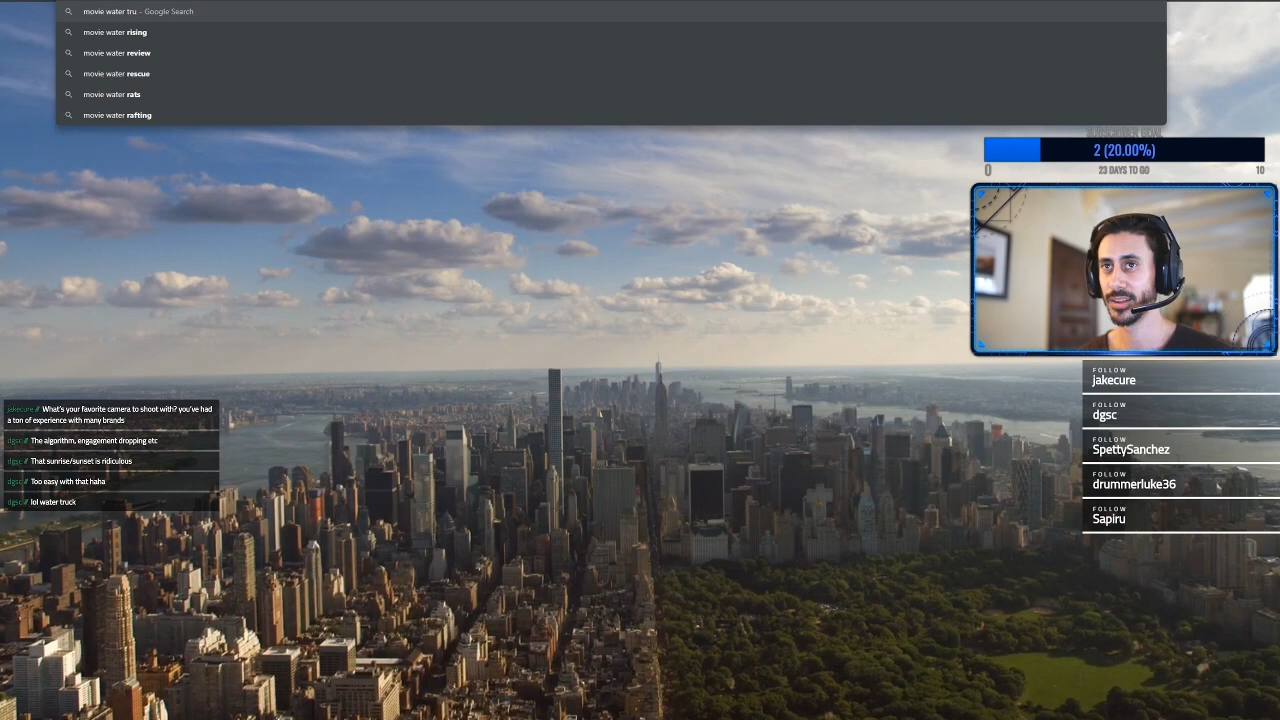 movie water tru - Google Search
movie water rising
movie water review
movie water rescue
movie water rats
movie water rafting
SUBSCRIBER GOAL
2 (20.00%)
0
23 DAYS TO GO
10
FOLLOW
jakecure
FOLLOW
dgsc
FOLLOW
SpettySanchez
FOLLOW
drummerluke36
FOLLOW
Sapiru
jakecure // What's your favorite camera to shoot with? you've had
a ton of experience with many brands
dgsc // The algorithm, engagement dropping etc
dgsc // That sunrise/sunset is ridiculous
dgsc // Too easy with that haha
dgsc // lol water truck